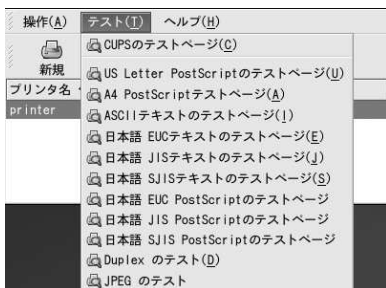 操作(A) テスト(T) ヘルプ(H)
新規
プリンタ名
printer
CUPSのテストページ(C)
US Letter PostScriptのテストページ(U)
A4 PostScriptテストページ(A)
ASCIIテキストのテストページ(I)
日本語 EUCテキストのテストページ(E)
日本語 JISテキストのテストページ(J)
日本語 SJISテキストのテストページ(S)
日本語 EUC PostScriptのテストページ
日本語 JIS PostScriptのテストページ
日本語 SJIS PostScriptのテストページ
Duplex のテスト(D)
JPEG のテスト